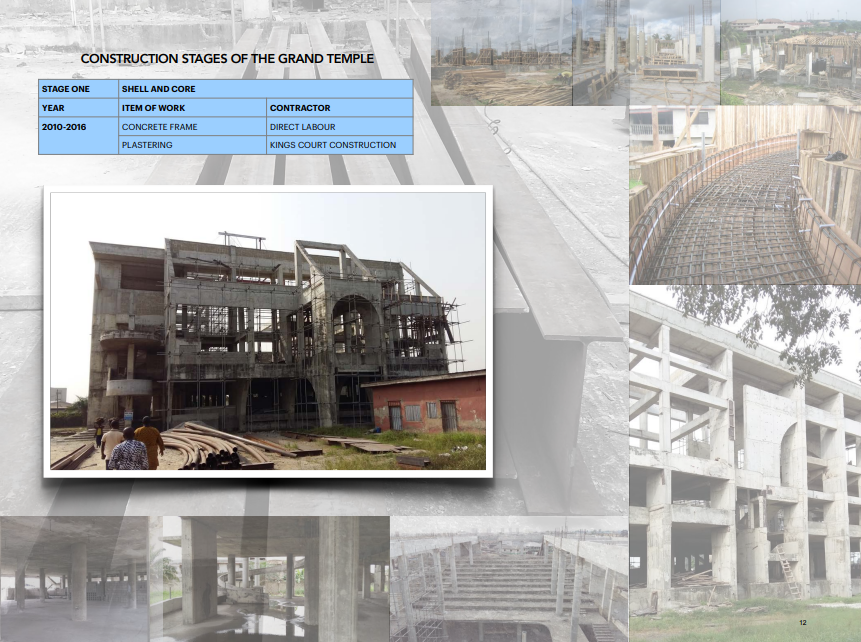 CONSTRUCTION STAGES OF THE GRAND TEMPLE
STAGE ONE SHELL AND CORE
YEAR ITEM OF WORK CONTRACTOR
2010-2016 CONCRETE FRAME DIRECT LABOUR
PLASTERING KINGS COURT CONSTRUCTION
12